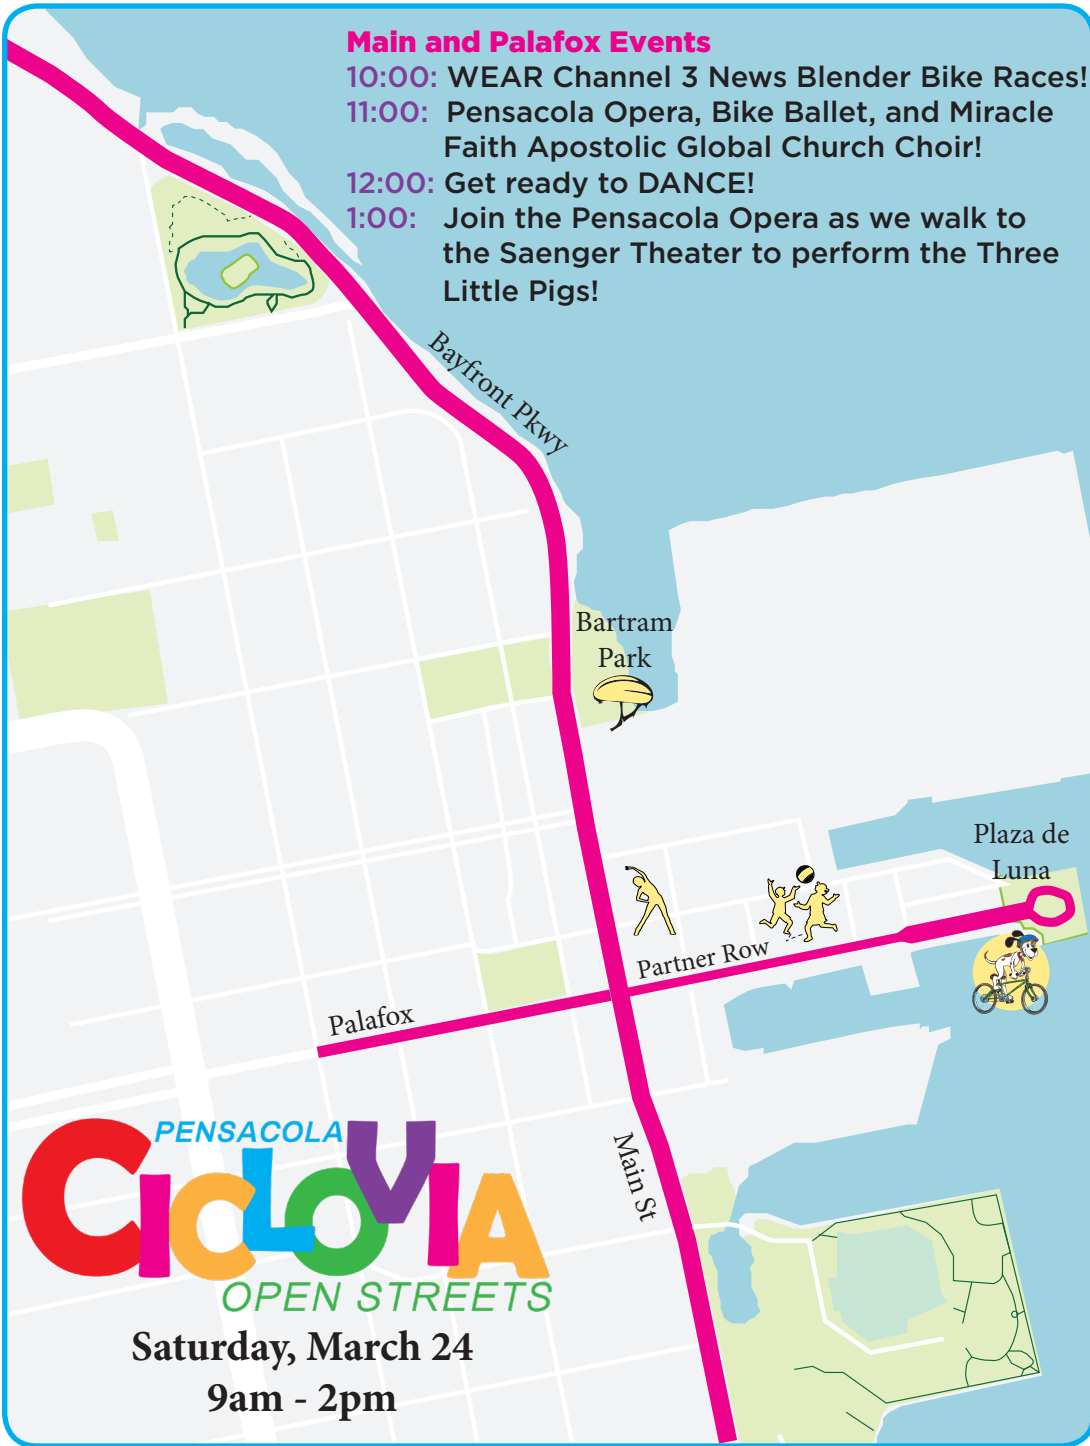 Main and Palafox Events
10:00: WEAR Channel 3 News Blender Bike Races!
11:00: Pensacola Opera, Bike Ballet, and Miracle
Faith Apostolic Global Church Choir!
12:00: Get ready to DANCE!
1:00: Join the Pensacola Opera as we walk to
the Saenger Theater to perform the Three
Little Pigs!
Bayfront Pkwy
Bartram
Park
Plaza de
Luna
Partner Row
Palafox
Main St
PENSACOLA
CICLOVIA
OPEN STREETS
Saturday, March 24
9am - 2pm